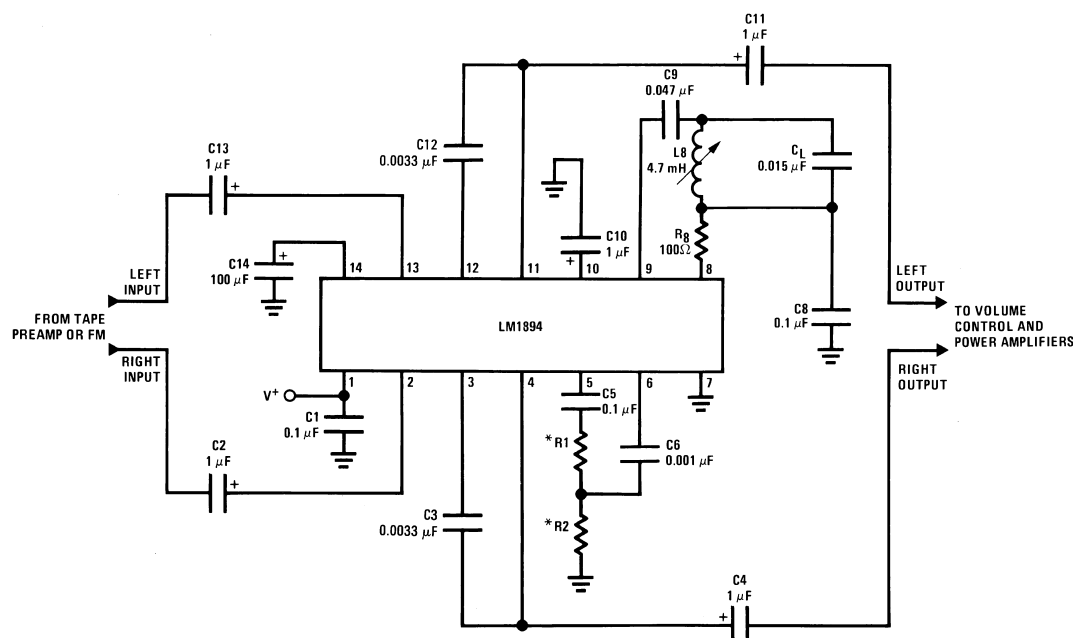 C11
1 μF
+
C9
0.047 μF
C12
0.0033 μF
L8
4.7 mH
CL
0.015 μF
C13
1 μF
+
C14
100 μF
+
C10
1 μF
+
R8
100Ω
14
13
12
11
10
9
8
LEFT
INPUT
FROM TAPE
PREAMP OR FM
RIGHT
INPUT
LM1894
C8
0.1 μF
LEFT
OUTPUT
TO VOLUME
CONTROL AND
POWER AMPLIFIERS
RIGHT
OUTPUT
1
2
3
4
5
6
7
V+
C1
0.1 μF
C5
0.1 μF
*R1
C6
0.001 μF
C2
1 μF
+
C3
0.0033 μF
*R2
C4
1 μF
+